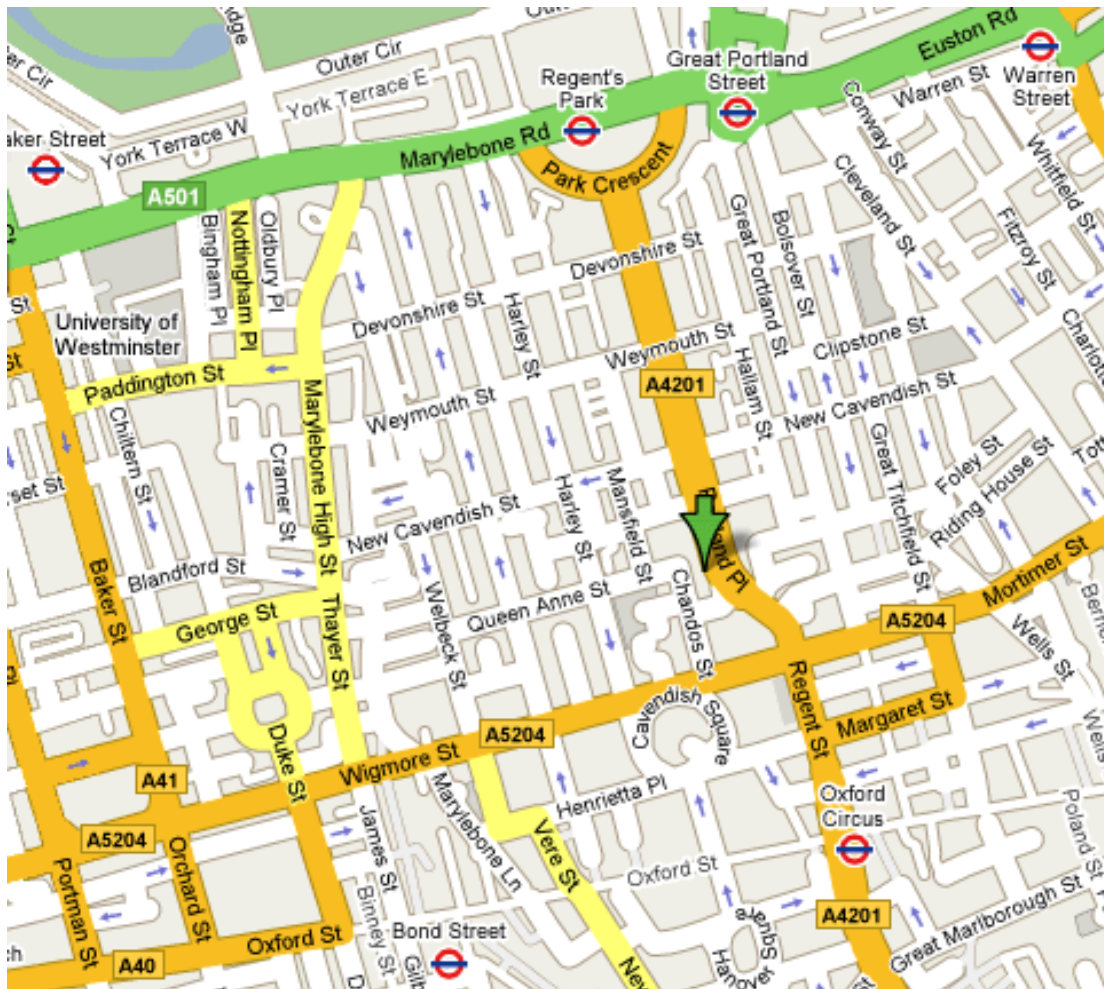 Outer Cir
Euston Rd
Great Portland
Street
Regent's
Park
Warren St
Warren
Street
York Terrace E
Conway St
Marylebone Rd
York Terrace W
Park Crescent
Whitfield St
Cleveland St
A501
Oldbury Pl
Nottingham Pl
Bingham Pl
Great Portland St
Bolsover St
Fitzroy St
Devonshire St
Devonshire St
Harley St
University of
Westminster
Weymouth St
Clipstone St
Hallam St
Paddington St
A4201
Marylebone High St
Weymouth St
New Cavendish St
Chiltern St
Cramer St
Great Titchfield St
Foley St
Riding House St
Harley St
Mansfield St
New Cavendish St
Blandford St
Baker St
Mortimer St
Queen Anne St
Welbeck St
Chandos St
Thayer St
George St
A5204
Wells St
Regent St
Cavendish Square
Margaret St
Duke St
A5204
Wigmore St
A41
Marylebone Ln
Henrietta Pl
Oxford
Circus
A5204
James St
Vere St
Poland St
Orchard St
Portman St
Oxford St
Binney St
Bond Street
Great Marlborough St
A4201
Oxford St
A40
Hanover Square